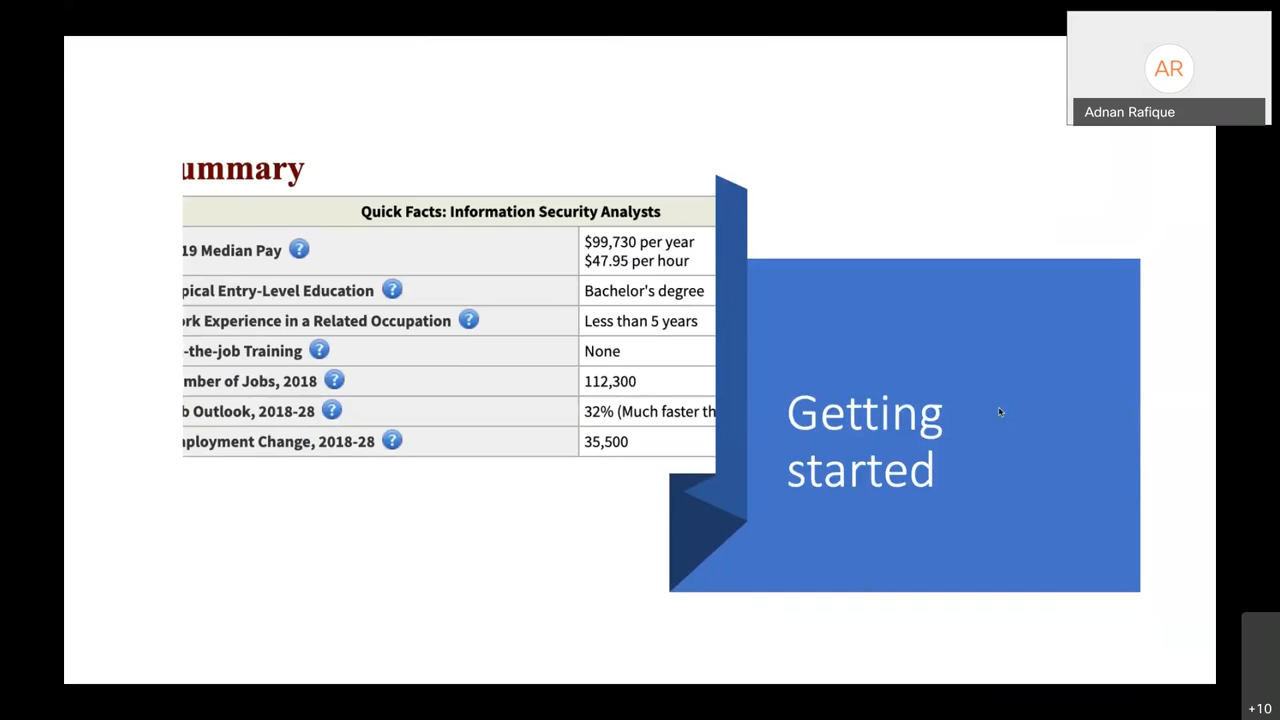 AR
Adnan Rafique
ummary
Quick Facts: Information Security Analysts
19 Median Pay ? $99,730 per year
$47.95 per hour
pical Entry-Level Education ? Bachelor's degree
rk Experience in a Related Occupation ? Less than 5 years
-the-job Training ? None
mber of Jobs, 2018 ? 112,300
b Outlook, 2018-28 ? 32% (Much faster th
ployment Change, 2018-28 ? 35,500
Getting
started
+10